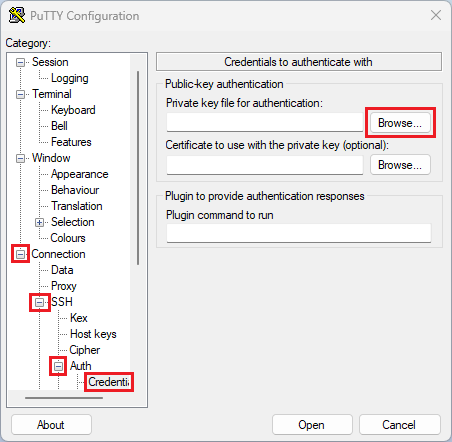 PuTTY Configuration
Category:
Session
Logging
Terminal
Keyboard
Bell
Features
Window
Appearance
Behaviour
Translation
Selection
Colours
Connection
Data
Proxy
SSH
Kex
Host keys
Cipher
Auth
Credentia
Credentials to authenticate with
Public-key authentication
Private key file for authentication:
Browse...
Certificate to use with the private key (optional):
Browse...
Plugin to provide authentication responses
Plugin command to run
About
Open
Cancel